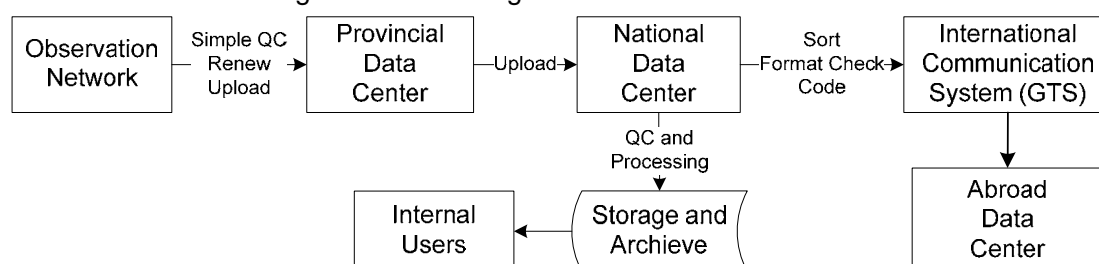 Observation
Network
Simple QC
Renew
Upload
Provincial
Data
Center
Upload
National
Data
Center
Sort
Format Check
Code
International
Communication
System (GTS)
QC and
Processing
Internal
Users
Storage and
Archieve
Abroad
Data
Center